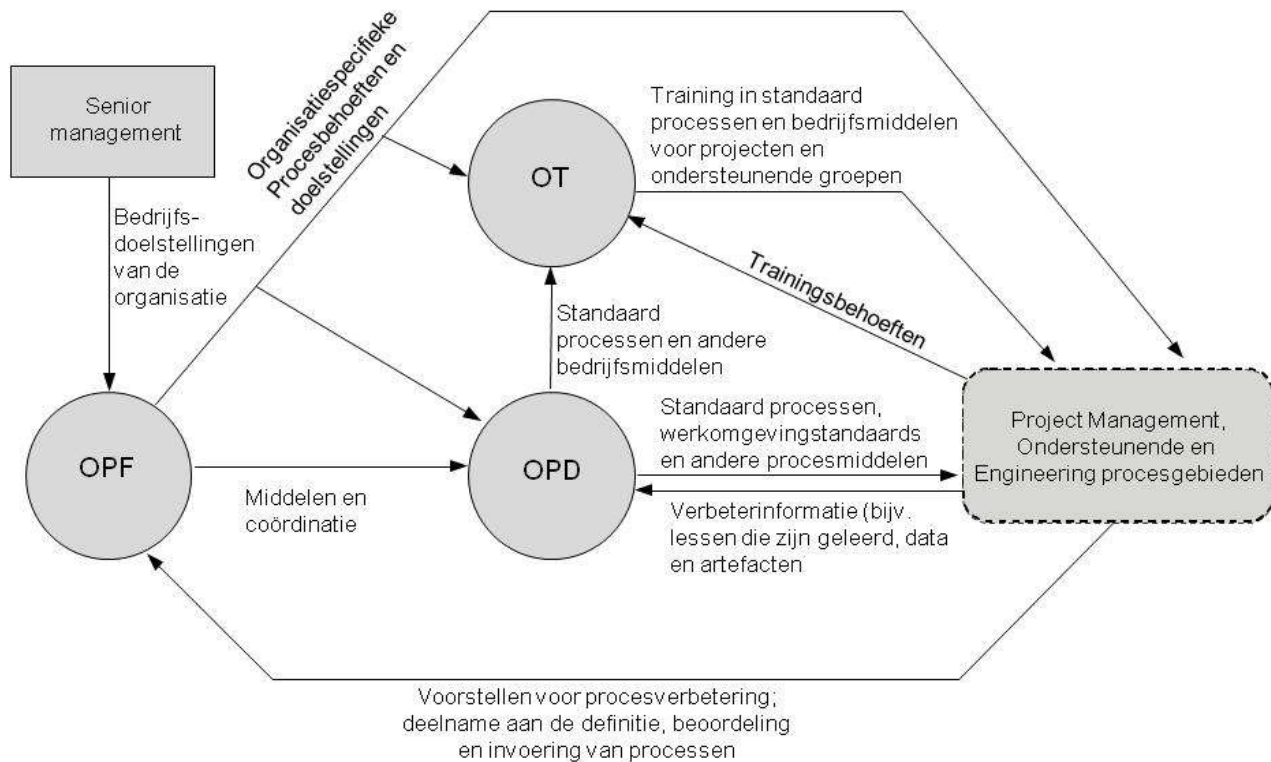 Senior
management
Organisatiespecifieke
Procesbehoeften en
doelstellingen
Training in standaard
processen en bedrijfsmiddelen
voor projecten en
ondersteunende groepen
OT
Bedrijfs-
doelstellingen
van de
organisatie
Trainingsbehoeften
Standaard
processen en andere
bedrijfsmiddelen
OPF
Middelen en
coördinatie
OPD
Standaard processen,
werkomgevingstandaards
en andere procesmiddelen
Verbeterinformatie (bijv.
lessen die zijn geleerd, data
en artefacten
Project Management,
Ondersteunende en
Engineering procesgebieden
Voorstellen voor procesverbetering;
deelname aan de definitie, beoordeling
en invoering van processen